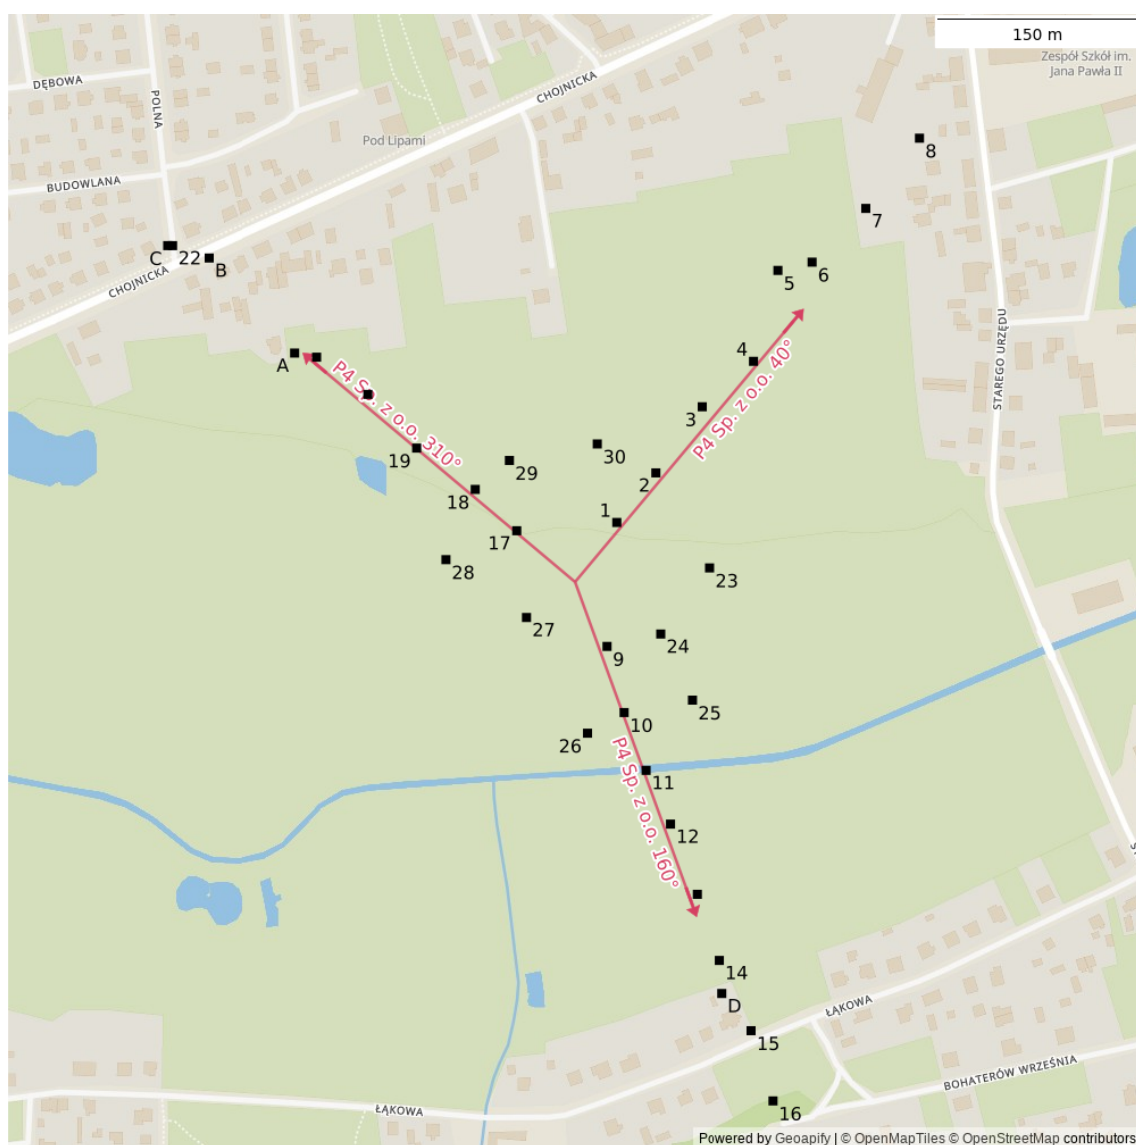 150 m
Zespół Szkół im.
Jana Pawła II
DĘBOWA
POLNA
CHOJNICKA
Pod Lipami
BUDOWLANA
8
7
C
22
B
CHOJNICKA
5
6
A
4
STAREGO URZĘDU
P4 Sp. z o.o. 310°
P4 Sp. z o.o. 40°
3
19
30
29
2
18
1
17
28
23
27
24
9
25
10
26
P4 Sp. z o.o. 160°
11
12
14
D
ŁĄKOWA
15
BOHATERÓW WRZEŚNIA
16
ŁĄKOWA
Powered by Geoapify | © OpenMapTiles © OpenStreetMap contributors